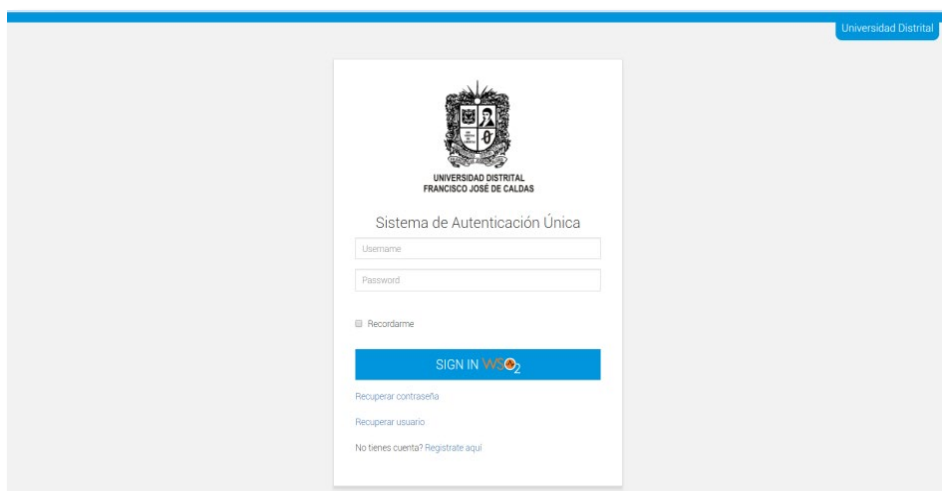 Universidad Distrital
UNIVERSIDAD DISTRITAL
FRANCISCO JOSÉ DE CALDAS
Sistema de Autenticación Única
Username
Password
Recordarme
SIGN IN WSO2
Recuperar contraseña
Recuperar usuario
No tienes cuenta? Registrate aquí